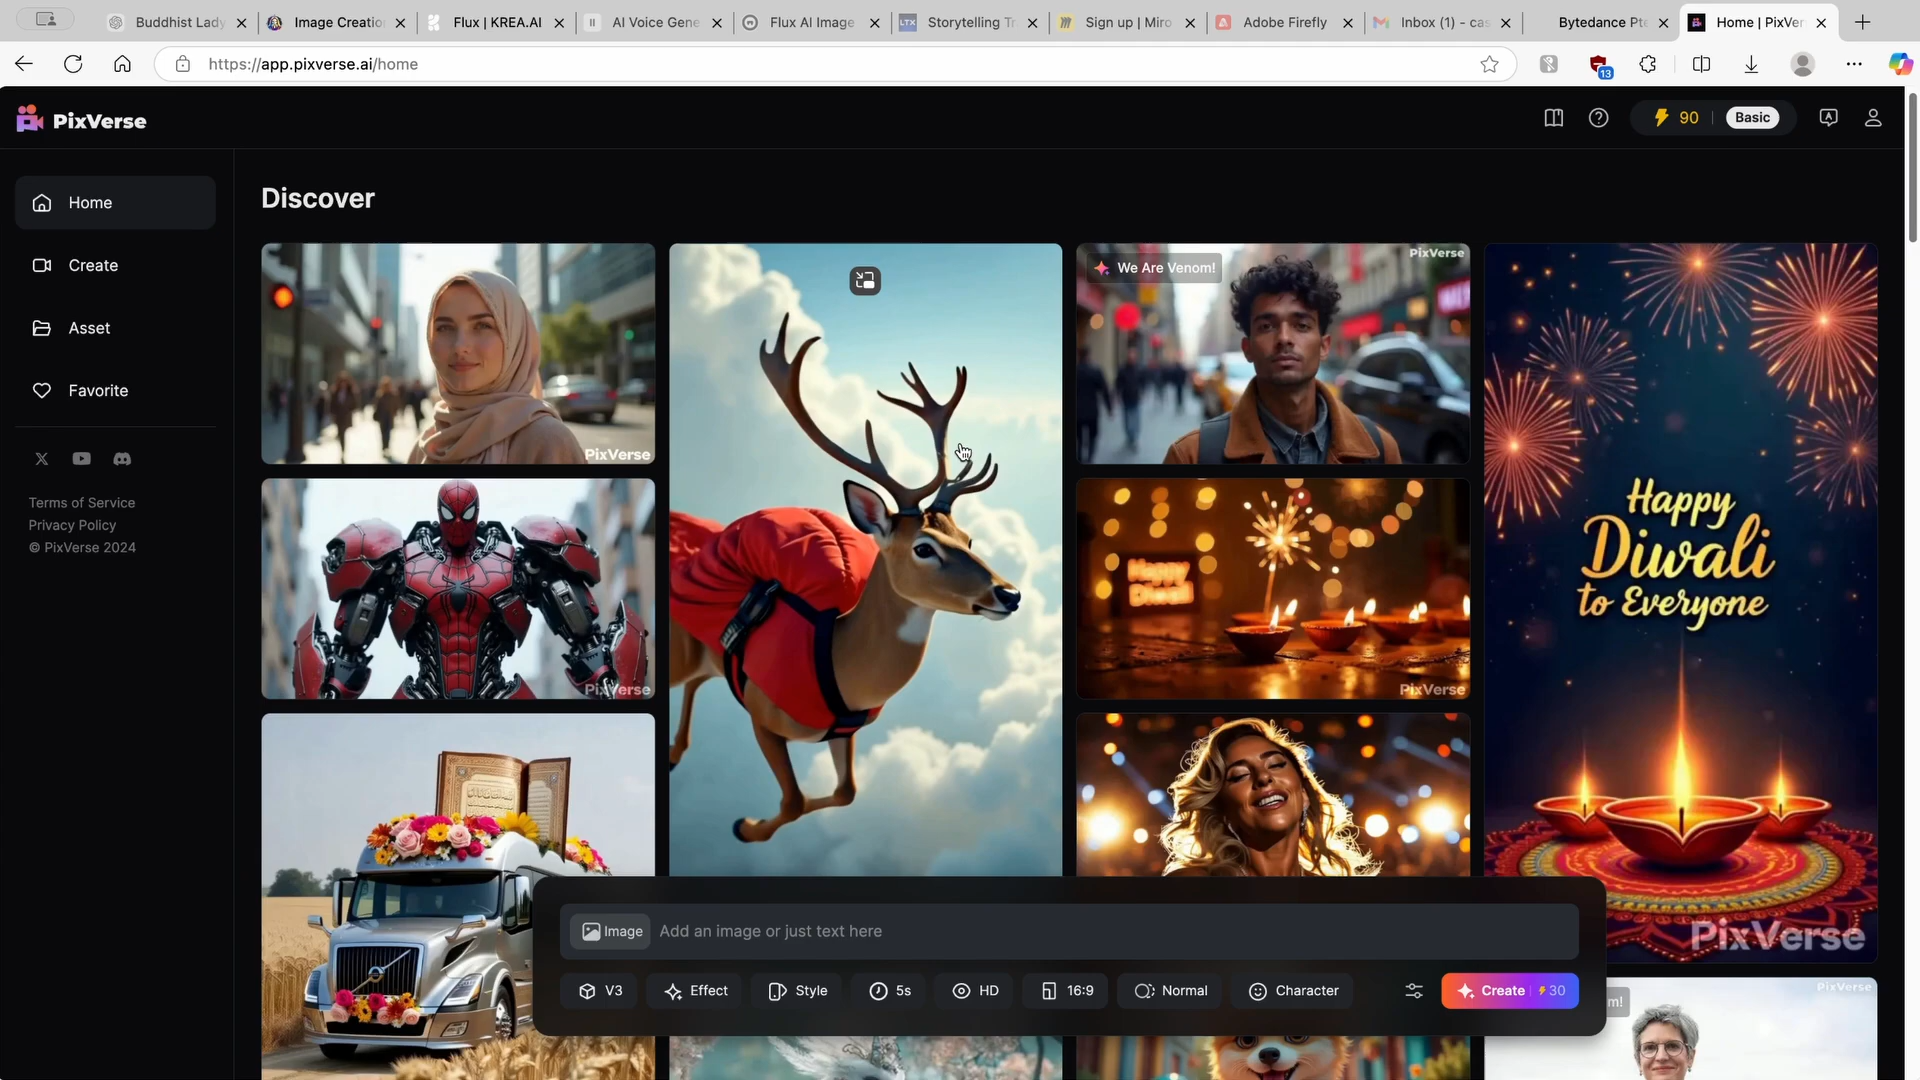 Buddhist Lady
Image Creatio
Flux | KREA.AI
AI Voice Gene
Flux AI Image
Storytelling Tr
Sign up | Miro
Adobe Firefly
Inbox (1) - cas
Bytedance Pte
Home | PixVer
https://app.pixverse.ai/home
13
PixVerse
90
Basic
Home
Create
Asset
Favorite
Terms of Service
Privacy Policy
© PixVerse 2024
Discover
PixVerse
We Are Venom!
PixVerse
PixVerse
Happy
Diwali
PixVerse
Happy
Diwali
to Everyone
PixVerse
m!
PixVerse
Image
Add an image or just text here
V3
Effect
Style
5s
HD
16:9
Normal
Character
Create
30